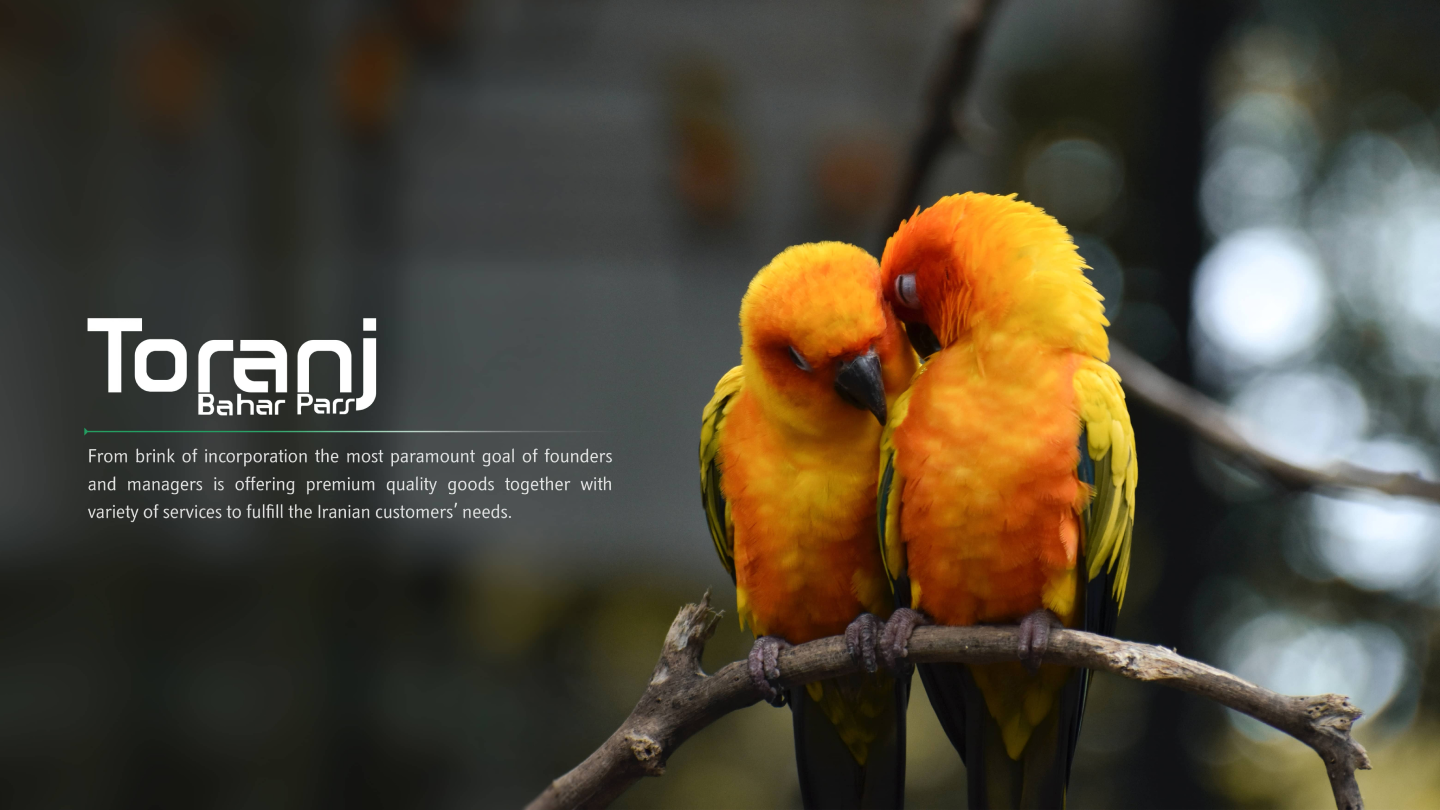 Toranj
Bahar Pars
From brink of incorporation the most paramount goal of founders
and managers is offering premium quality goods together with
variety of services to fulfill the Iranian customers’ needs.